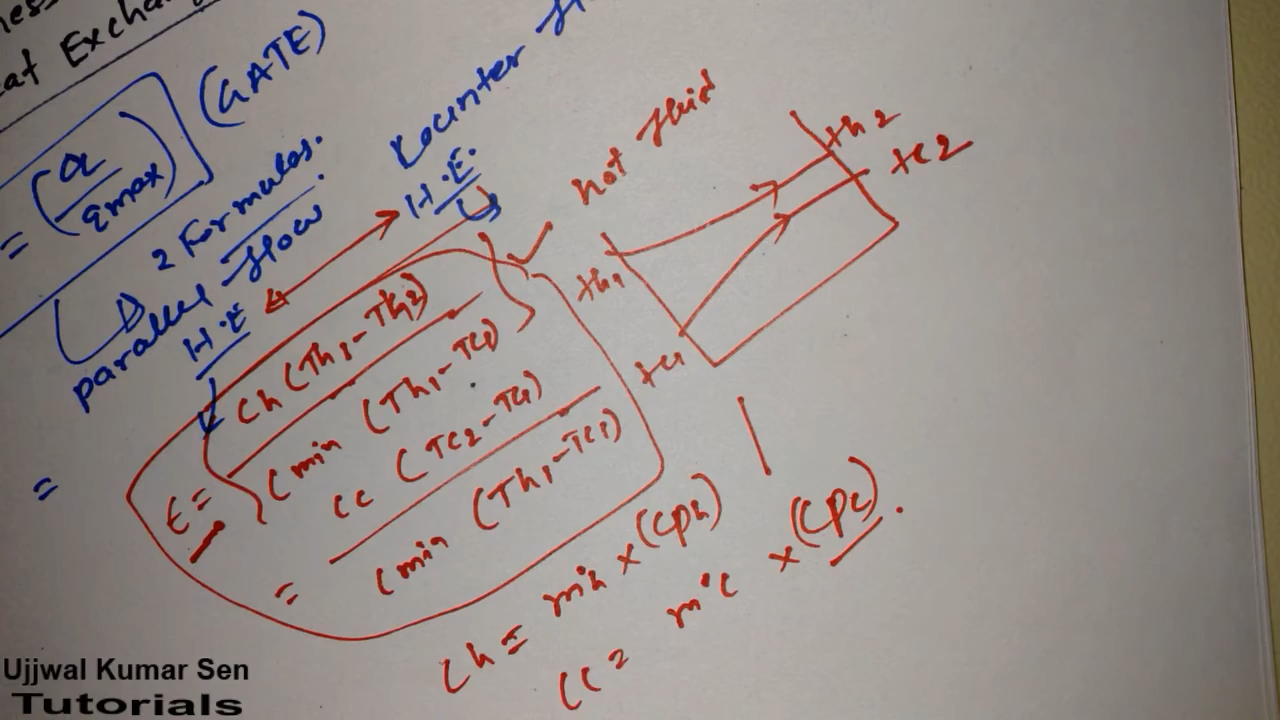 at Exchan
= (Q/Qmax) (GATE)
2 Formulas.
parallel flow
H.E
Counter
H.E.
hot fluid
th1
th2
tc2
tc1
ε = Ch (Th1 - Th2)
Cmin (Th1 - Tc1)
= Cc (Tc2 - Tc1)
Cmin (Th1 - Tc1)
=
Ch = ṁh × (Cph)
Cc = ṁc × (Cpc).
Ujjwal Kumar Sen
Tutorials